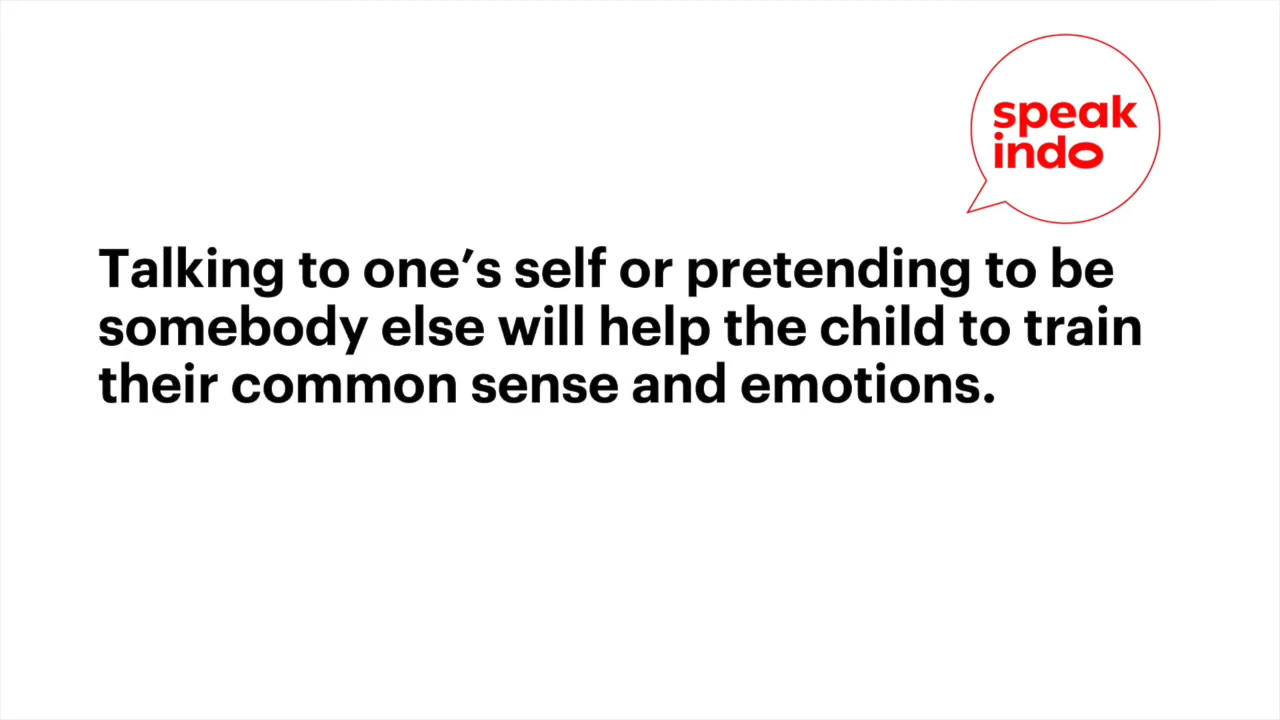 speak
indo
Talking to one’s self or pretending to be
somebody else will help the child to train
their common sense and emotions.